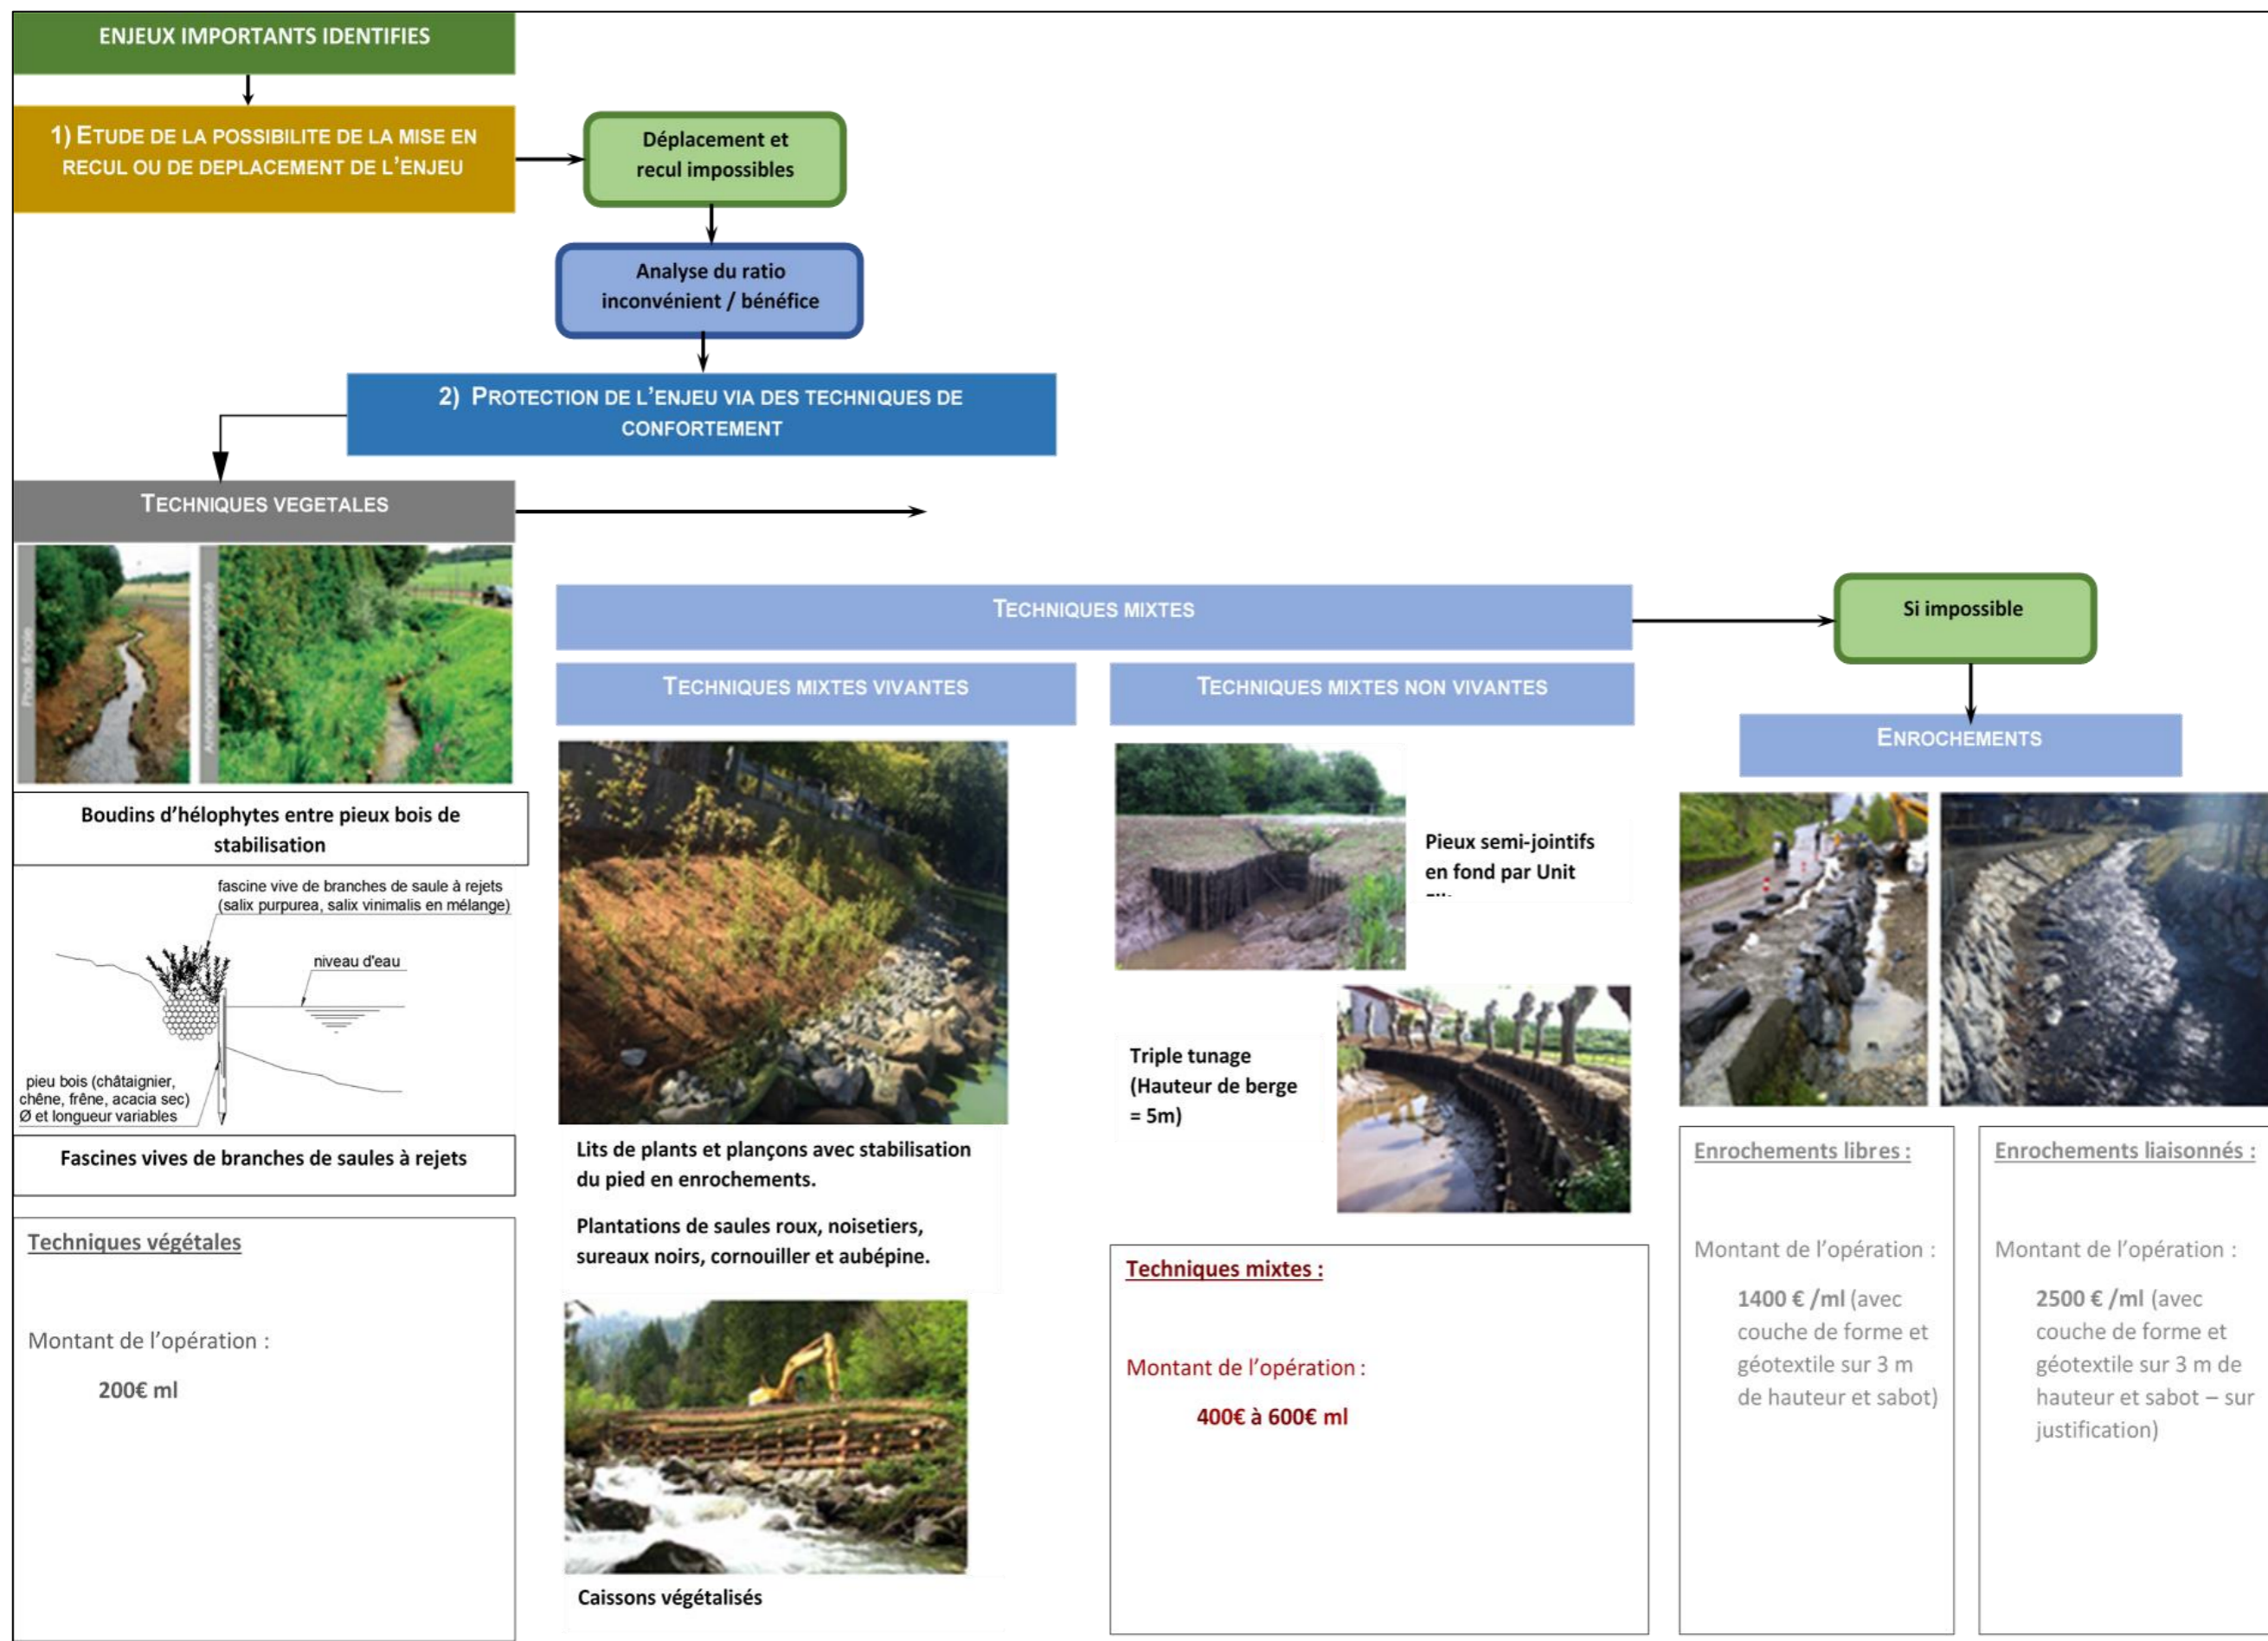 ENJEUX IMPORTANTS IDENTIFIES
1) ETUDE DE LA POSSIBILITE DE LA MISE EN
RECUL OU DE DEPLACEMENT DE L'ENJEU
Déplacement et
recul impossibles
Analyse du ratio
inconvénient / bénéfice
2) PROTECTION DE L'ENJEU VIA DES TECHNIQUES DE
CONFORTEMENT
TECHNIQUES VEGETALES
Phase finale
Aménagement végétalisé
Boudins d'hélophytes entre pieux bois de
stabilisation
fascine vive de branches de saule à rejets
(salix purpurea, salix vinimalis en mélange)
niveau d'eau
pieu bois (châtaignier,
chêne, frêne, acacia sec)
Ø et longueur variables
Fascines vives de branches de saules à rejets
Techniques végétales
Montant de l'opération :
200€ ml
TECHNIQUES MIXTES
TECHNIQUES MIXTES VIVANTES
Lits de plants et plançons avec stabilisation
du pied en enrochements.
Plantations de saules roux, noisetiers,
sureaux noirs, cornouiller et aubépine.
Caissons végétalisés
TECHNIQUES MIXTES NON VIVANTES
Pieux semi-jointifs
en fond par Unit
Triple tunage
(Hauteur de berge
= 5m)
Techniques mixtes :
Montant de l'opération :
400€ à 600€ ml
Si impossible
ENROCHEMENTS
Enrochements libres :
Montant de l'opération :
1400 € /ml (avec
couche de forme et
géotextile sur 3 m
de hauteur et sabot)
Enrochements liaisonnés :
Montant de l'opération :
2500 € /ml (avec
couche de forme et
géotextile sur 3 m de
hauteur et sabot – sur
justification)